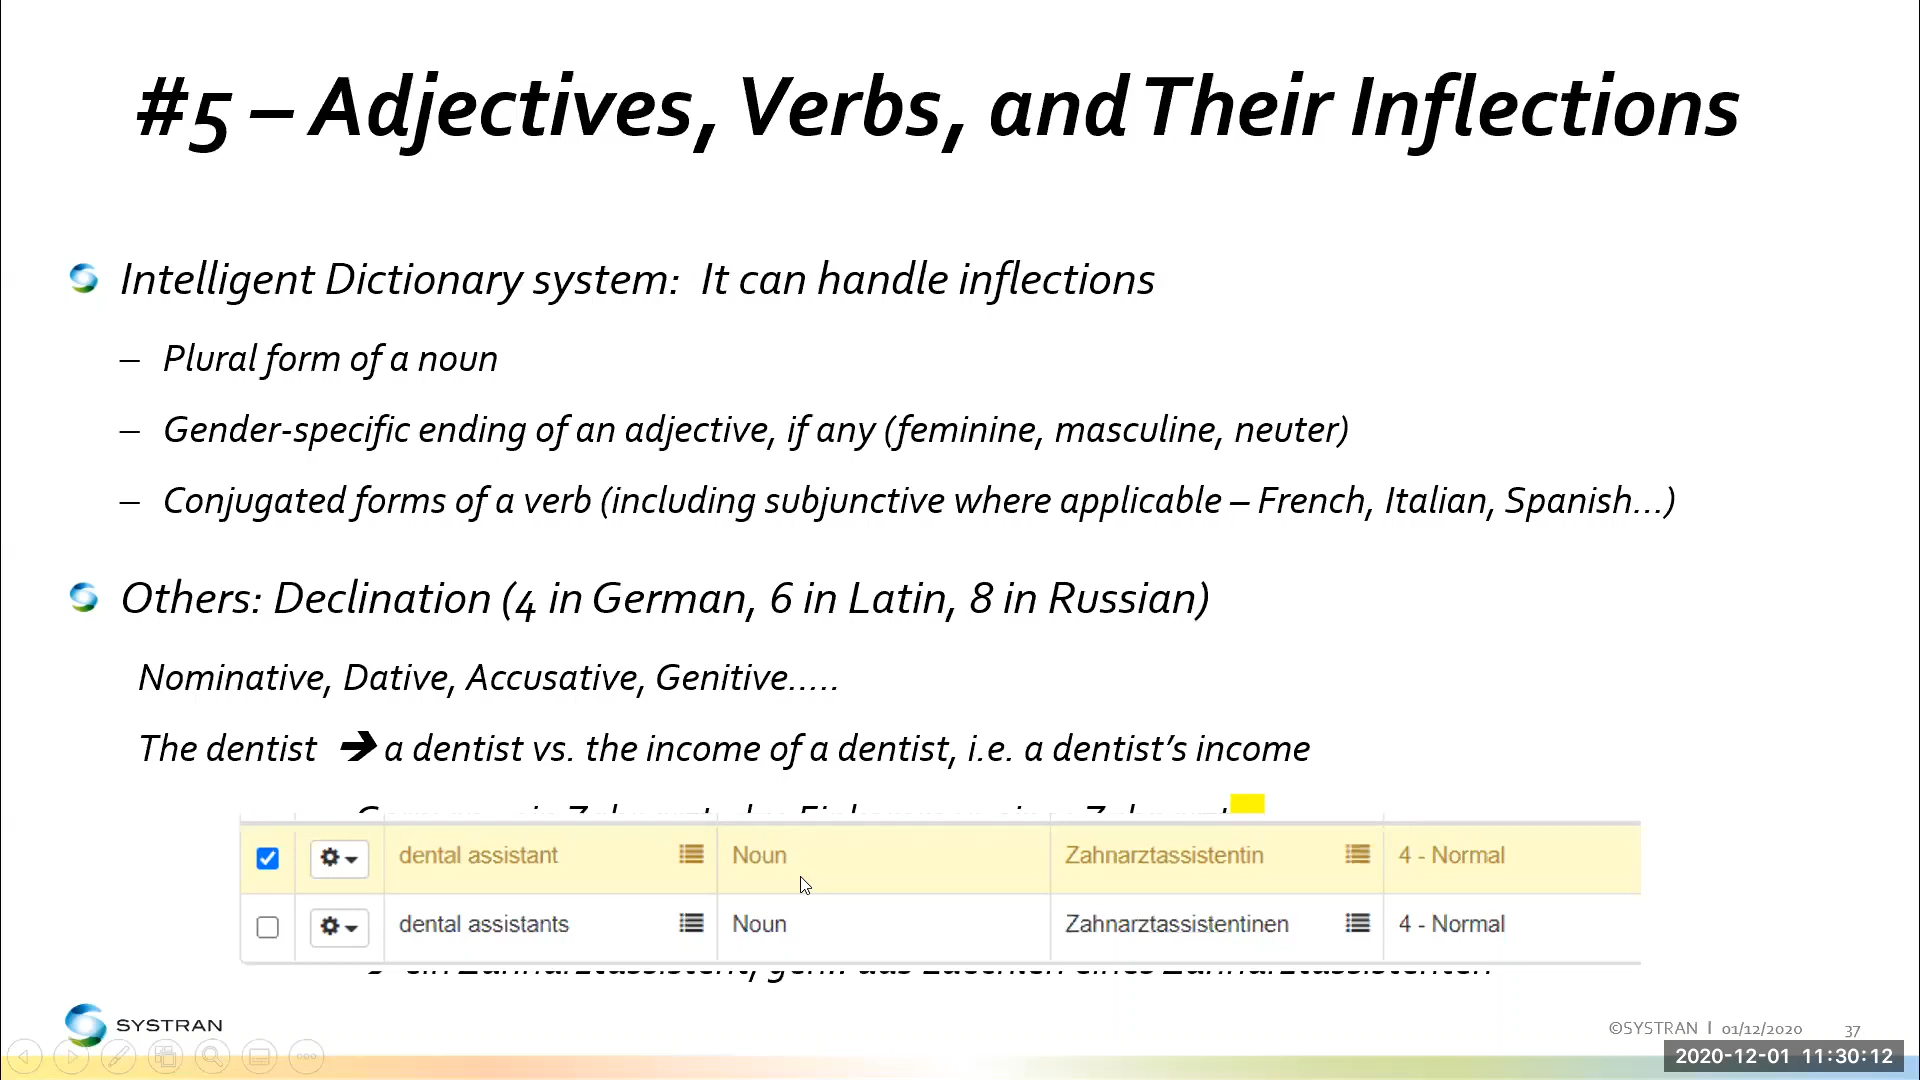 #5 – Adjectives, Verbs, and Their Inflections
Intelligent Dictionary system: It can handle inflections
– Plural form of a noun
– Gender-specific ending of an adjective, if any (feminine, masculine, neuter)
– Conjugated forms of a verb (including subjunctive where applicable – French, Italian, Spanish…)
Others: Declination (4 in German, 6 in Latin, 8 in Russian)
Nominative, Dative, Accusative, Genitive…..
The dentist ➔ a dentist vs. the income of a dentist, i.e. a dentist’s income
dental assistant Noun Zahnarztassistentin 4 - Normal
dental assistants Noun Zahnarztassistentinen 4 - Normal
SYSTRAN
©SYSTRAN | 01/12/2020 37
2020-12-01 11:30:12